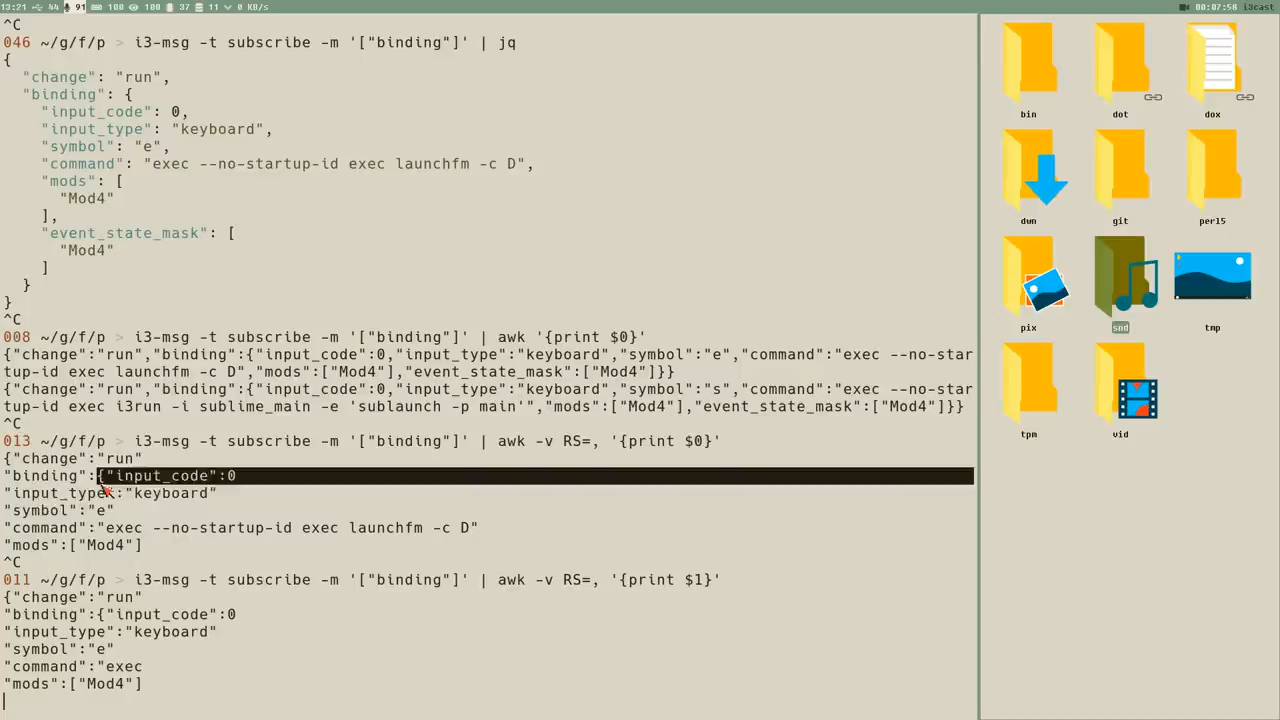 13:21 44 91 100 100 37 11 0 KB/s 00:07:58 i3cast
^C
046 ~/g/f/p > i3-msg -t subscribe -m '["binding"]' | jq
{
  "change": "run",
  "binding": {
    "input_code": 0,
    "input_type": "keyboard",
    "symbol": "e",
    "command": "exec --no-startup-id exec launchfm -c D",
    "mods": [
      "Mod4"
    ],
    "event_state_mask": [
      "Mod4"
    ]
  }
}
^C
008 ~/g/f/p > i3-msg -t subscribe -m '["binding"]' | awk '{print $0}'
{"change":"run","binding":{"input_code":0,"input_type":"keyboard","symbol":"e","command":"exec --no-star
tup-id exec launchfm -c D","mods":["Mod4"],"event_state_mask":["Mod4"]}}
{"change":"run","binding":{"input_code":0,"input_type":"keyboard","symbol":"s","command":"exec --no-star
tup-id exec i3run -i sublime_main -e 'sublaunch -p main'","mods":["Mod4"],"event_state_mask":["Mod4"]}}
^C
013 ~/g/f/p > i3-msg -t subscribe -m '["binding"]' | awk -v RS=, '{print $0}'
{"change":"run"
"binding":{"input_code":0
"input_type":"keyboard"
"symbol":"e"
"command":"exec --no-startup-id exec launchfm -c D"
"mods":["Mod4"]
^C
011 ~/g/f/p > i3-msg -t subscribe -m '["binding"]' | awk -v RS=, '{print $1}'
{"change":"run"
"binding":{"input_code":0
"input_type":"keyboard"
"symbol":"e"
"command":"exec
"mods":["Mod4"]
bin dot dox
dwn git per15
pix snd tmp
tpm vid